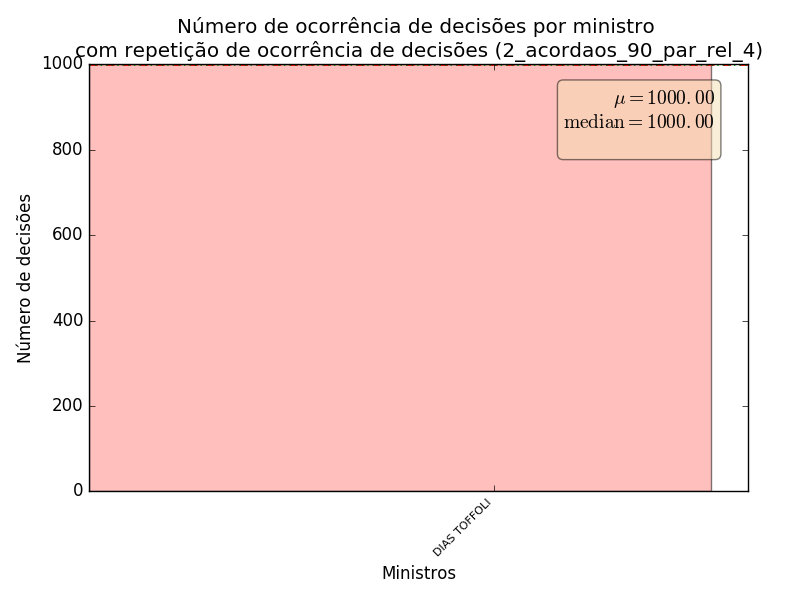 Número de ocorrência de decisões por ministro
com repetição de ocorrência de decisões (2_acordaos_90_par_rel_4)
1000
800
600
400
200
0
μ = 1000.00
median = 1000.00
Número de decisões
DIAS TOFFOLI
Ministros